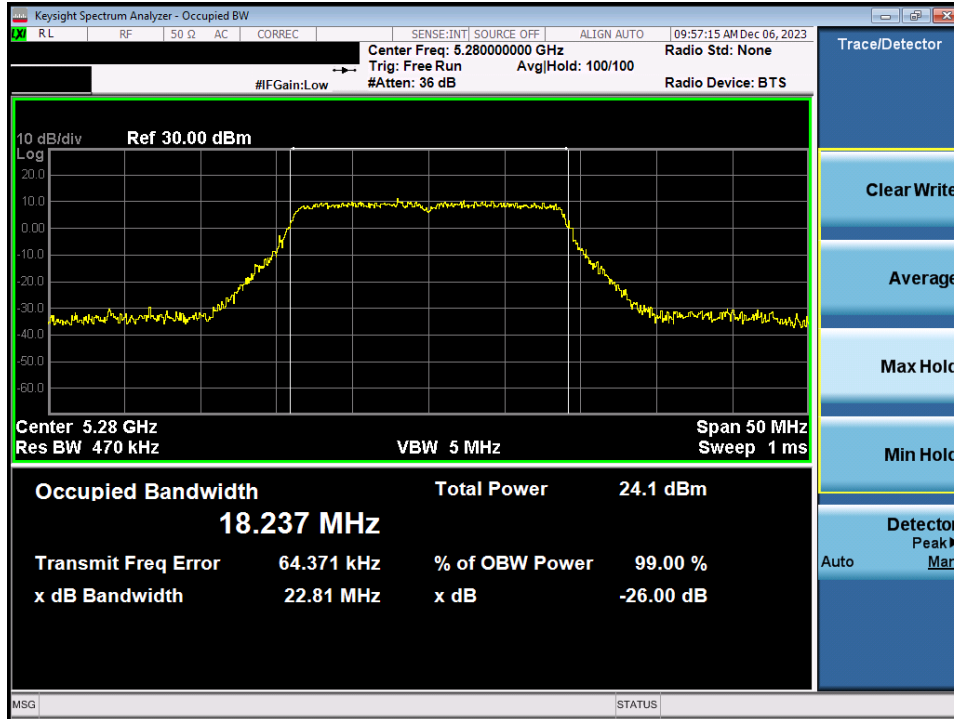 Keysight Spectrum Analyzer - Occupied BW
LXI RL RF 50 Ω AC CORREC SENSE:INT SOURCE OFF ALIGN AUTO 09:57:15 AM Dec 06, 2023
Center Freq: 5.280000000 GHz Radio Std: None
Trig: Free Run Avg|Hold: 100/100
#IFGain:Low #Atten: 36 dB Radio Device: BTS
10 dB/div Ref 30.00 dBm
Log
20.0
10.0
0.00
-10.0
-20.0
-30.0
-40.0
-50.0
-60.0
Center 5.28 GHz Span 50 MHz
Res BW 470 kHz VBW 5 MHz Sweep 1 ms
Occupied Bandwidth Total Power 24.1 dBm
18.237 MHz
Transmit Freq Error 64.371 kHz % of OBW Power 99.00 %
x dB Bandwidth 22.81 MHz x dB -26.00 dB
MSG STATUS
Trace/Detector
Clear Write
Average
Max Hold
Min Hold
Detector
Peak▶
Auto Man